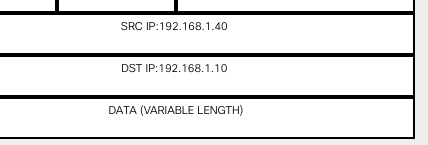 SRC IP:192.168.1.40
DST IP:192.168.1.10
DATA (VARIABLE LENGTH)